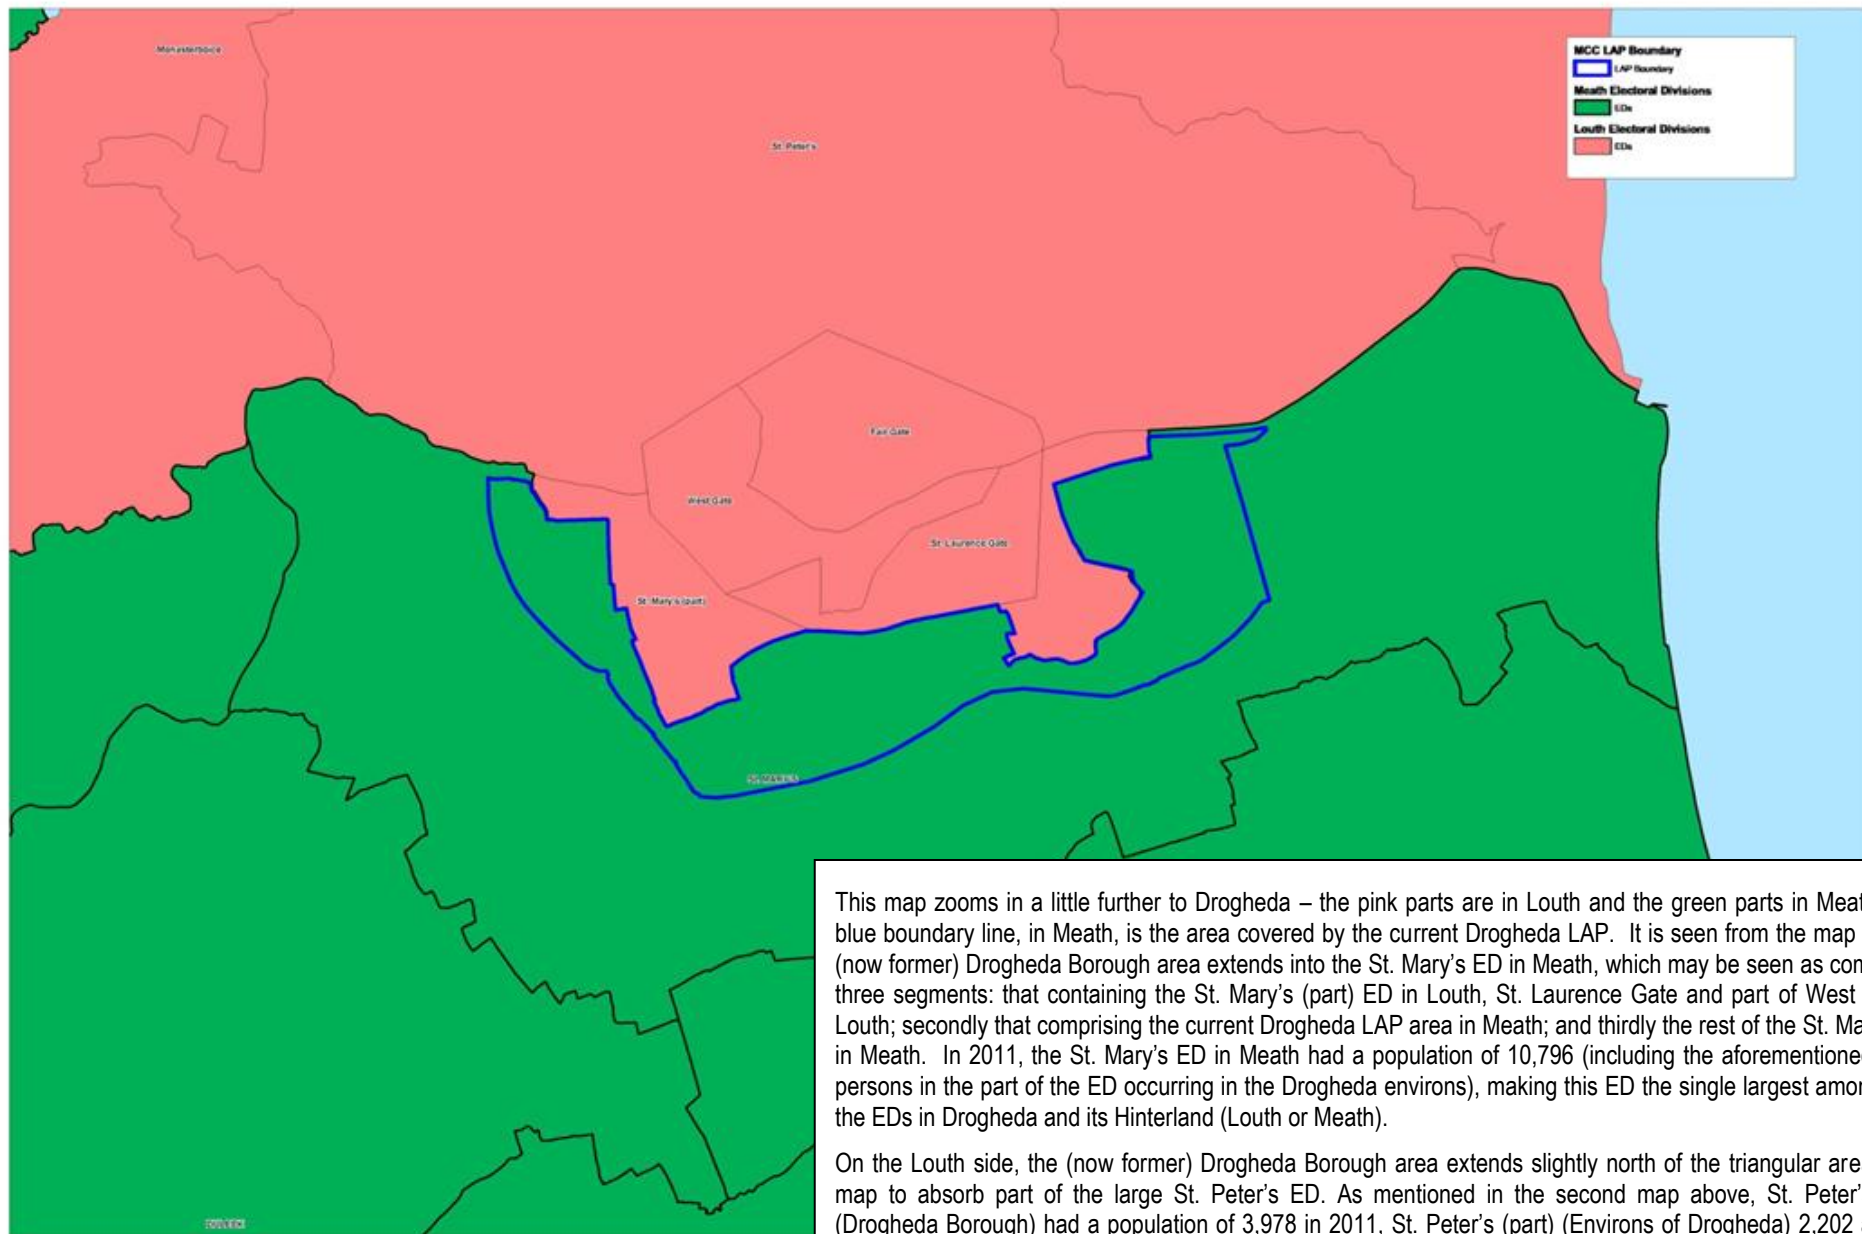 Monasterboice
St. Peter's
MCC LAP Boundary
LAP Boundary
Meath Electoral Divisions
EDs
Louth Electoral Divisions
EDs
Fair Gate
West Gate
St. Laurence Gate
St. Mary's (part)
ST. MARY'S
This map zooms in a little further to Drogheda – the pink parts are in Louth and the green parts in Meat
blue boundary line, in Meath, is the area covered by the current Drogheda LAP. It is seen from the map
(now former) Drogheda Borough area extends into the St. Mary's ED in Meath, which may be seen as com
three segments: that containing the St. Mary's (part) ED in Louth, St. Laurence Gate and part of West
Louth; secondly that comprising the current Drogheda LAP area in Meath; and thirdly the rest of the St. Ma
in Meath. In 2011, the St. Mary's ED in Meath had a population of 10,796 (including the aforementione
persons in the part of the ED occurring in the Drogheda environs), making this ED the single largest amon
the EDs in Drogheda and its Hinterland (Louth or Meath).
On the Louth side, the (now former) Drogheda Borough area extends slightly north of the triangular are
map to absorb part of the large St. Peter's ED. As mentioned in the second map above, St. Peter'
(Drogheda Borough) had a population of 3,978 in 2011, St. Peter's (part) (Environs of Drogheda) 2,202
DULEEK